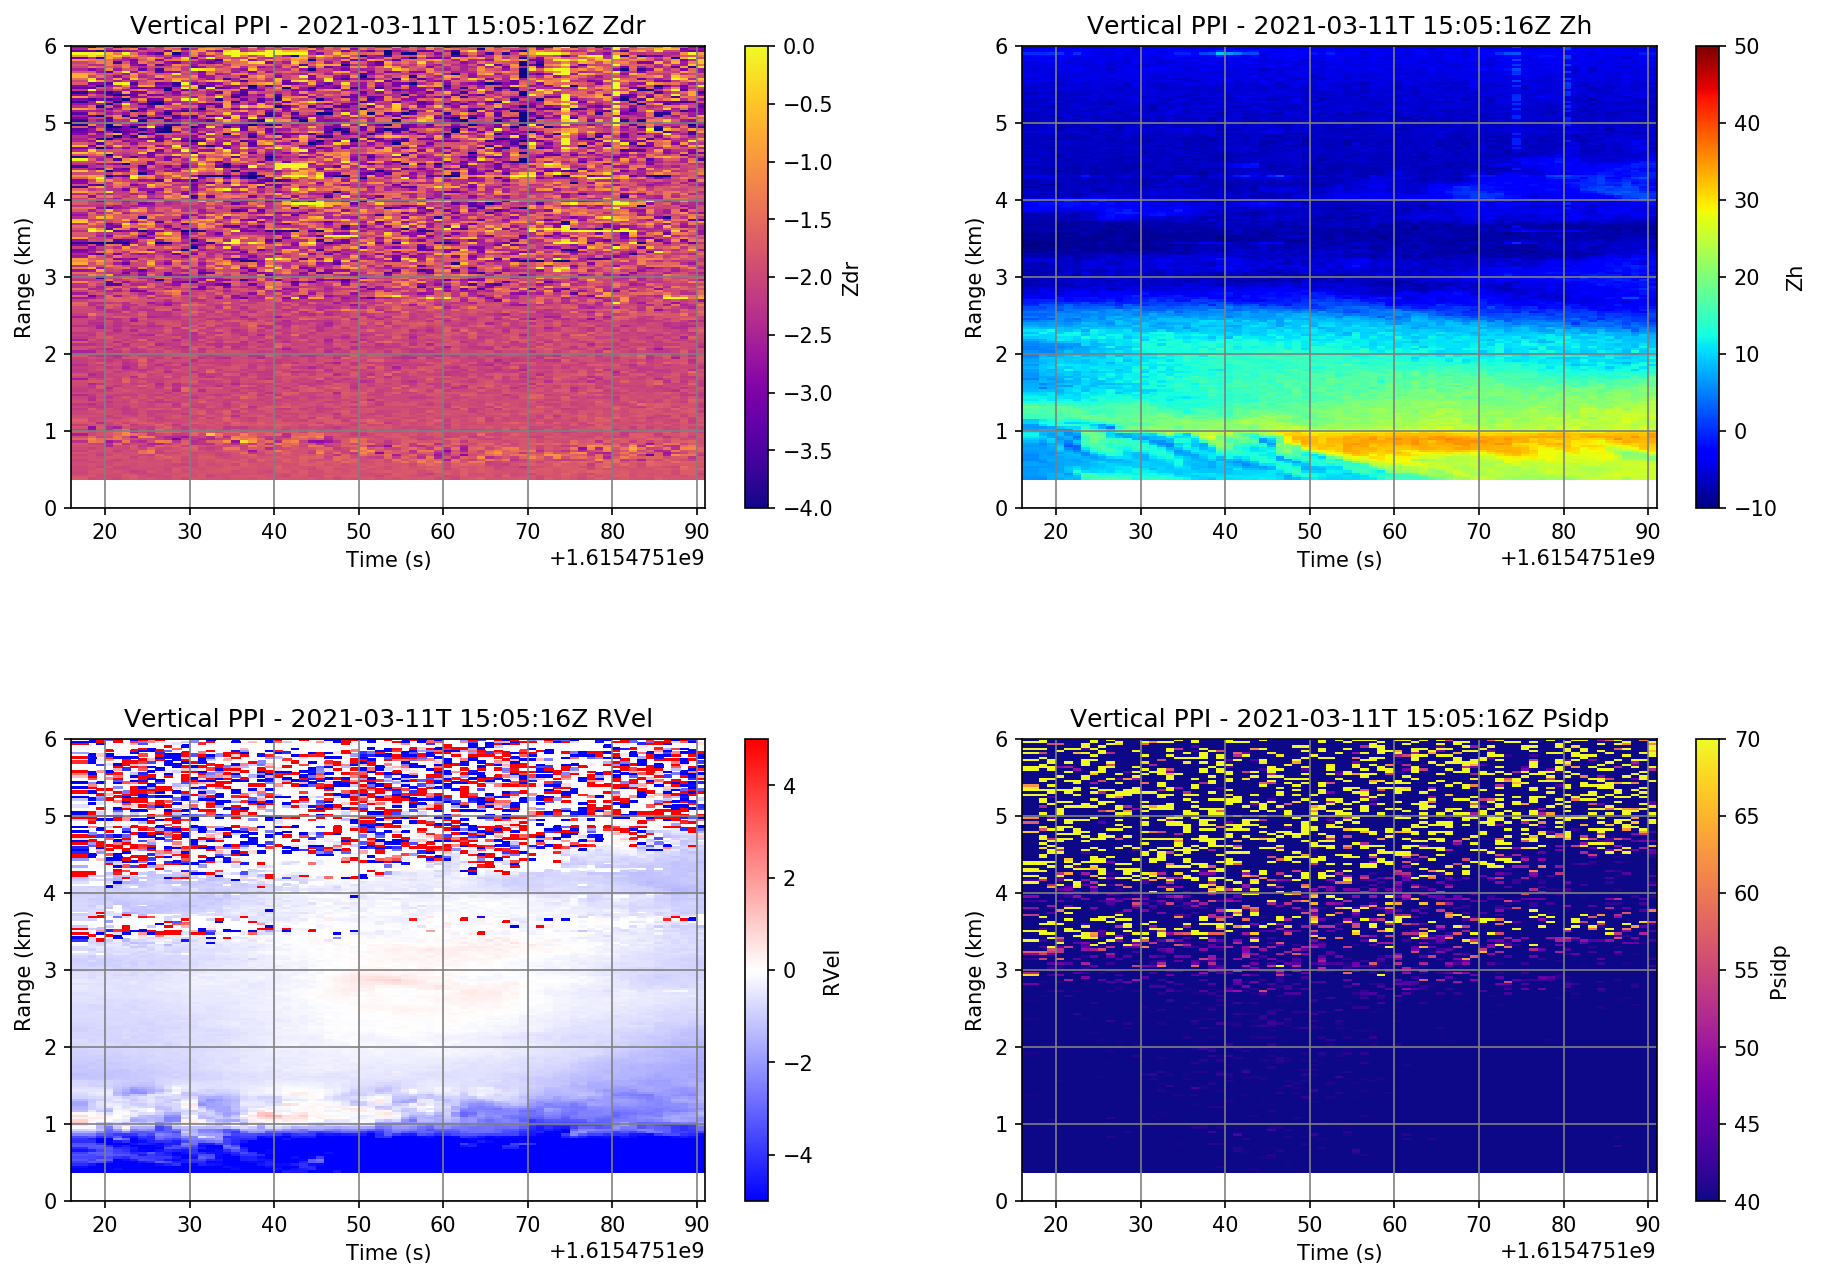 Vertical PPI - 2021-03-11T 15:05:16Z Zdr
6
5
4
3
2
1
0
Range (km)
20 30 40 50 60 70 80 90
Time (s)
+1.6154751e9
0.0
−0.5
−1.0
−1.5
−2.0
−2.5
−3.0
−3.5
−4.0
Zdr
Vertical PPI - 2021-03-11T 15:05:16Z Zh
6
5
4
3
2
1
0
Range (km)
20 30 40 50 60 70 80 90
Time (s)
+1.6154751e9
50
40
30
20
10
0
−10
Zh
Vertical PPI - 2021-03-11T 15:05:16Z RVel
6
5
4
3
2
1
0
Range (km)
20 30 40 50 60 70 80 90
Time (s)
+1.6154751e9
4
2
0
−2
−4
RVel
Vertical PPI - 2021-03-11T 15:05:16Z Psidp
6
5
4
3
2
1
0
Range (km)
20 30 40 50 60 70 80 90
Time (s)
+1.6154751e9
70
65
60
55
50
45
40
Psidp